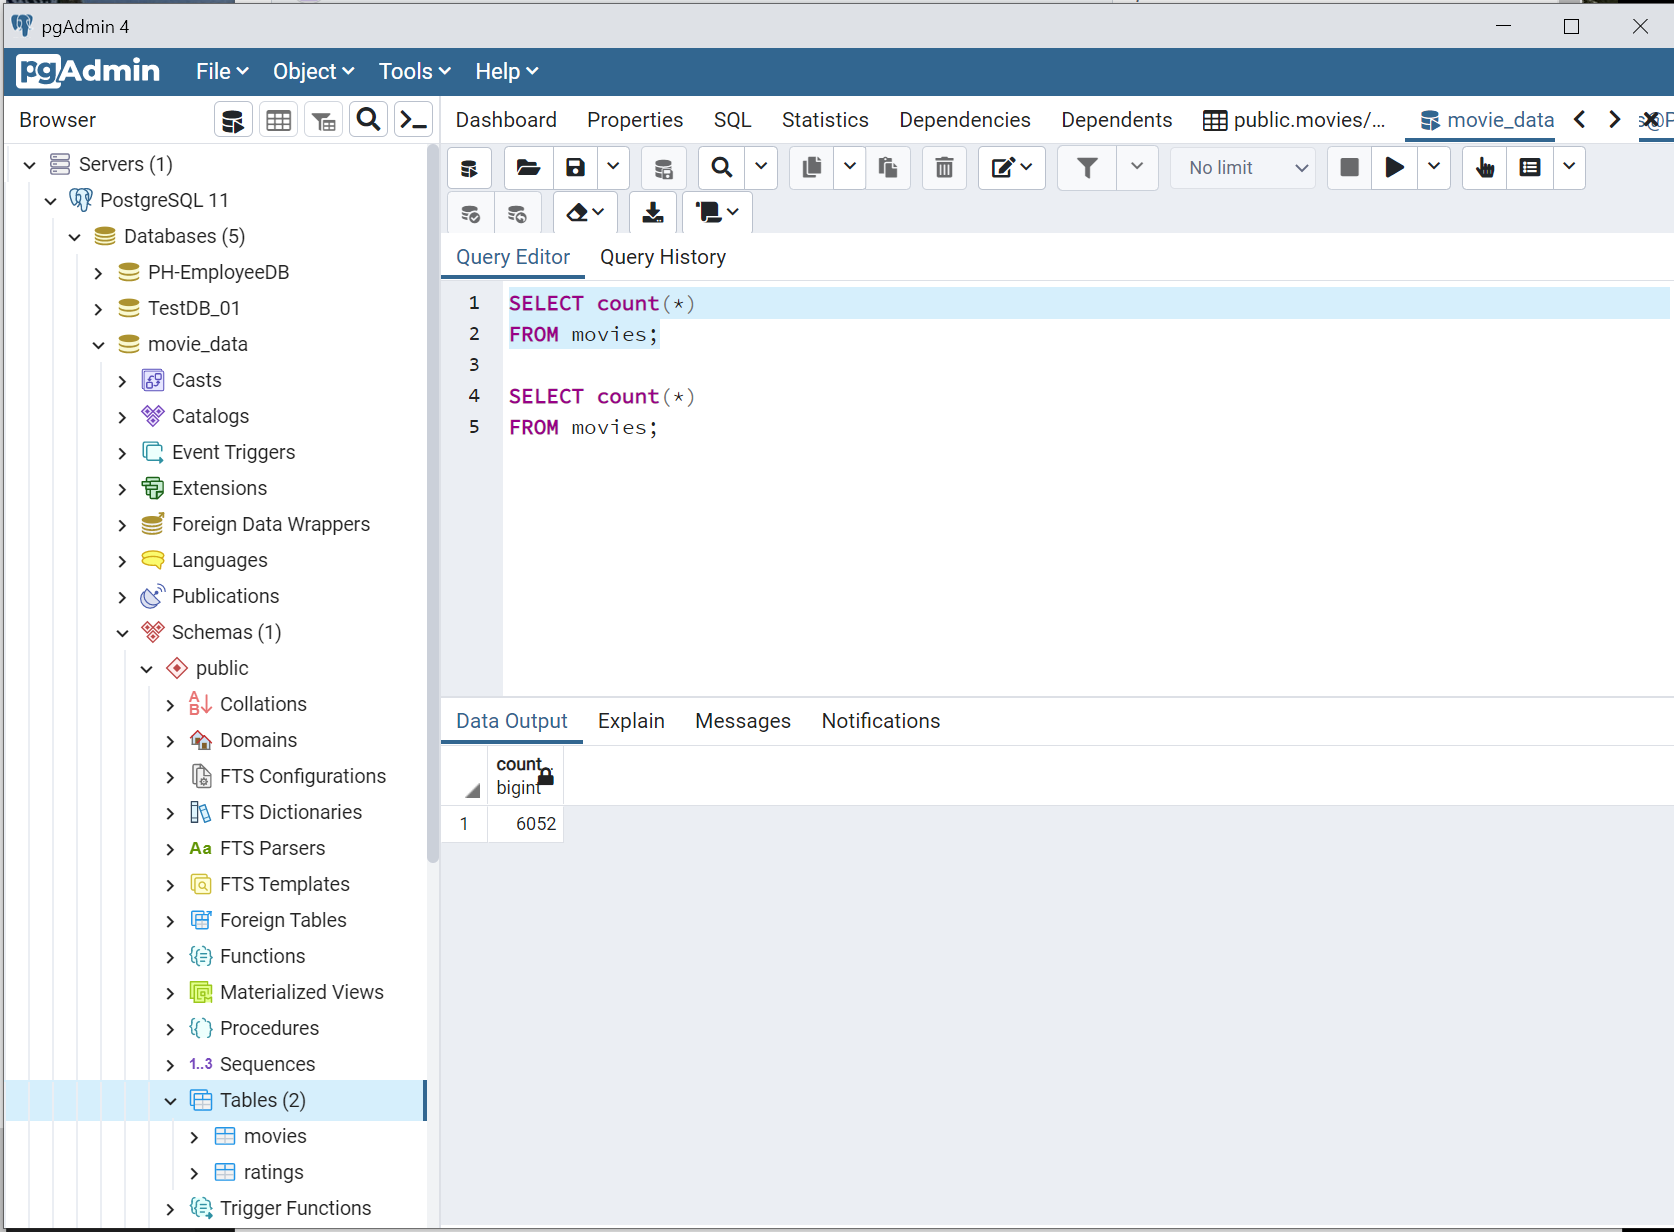 pgAdmin 4
pgAdmin File Object Tools Help
Browser
Dashboard Properties SQL Statistics Dependencies Dependents public.movies/... movie_data
No limit
Servers (1)
PostgreSQL 11
Databases (5)
PH-EmployeeDB
TestDB_01
movie_data
Casts
Catalogs
Event Triggers
Extensions
Foreign Data Wrappers
Languages
Publications
Schemas (1)
public
Collations
Domains
FTS Configurations
FTS Dictionaries
Aa FTS Parsers
FTS Templates
Foreign Tables
Functions
Materialized Views
Procedures
1..3 Sequences
Tables (2)
movies
ratings
Trigger Functions
Query Editor Query History
1 SELECT count(*)
2 FROM movies;
3
4 SELECT count(*)
5 FROM movies;
Data Output Explain Messages Notifications
count
bigint
1 6052